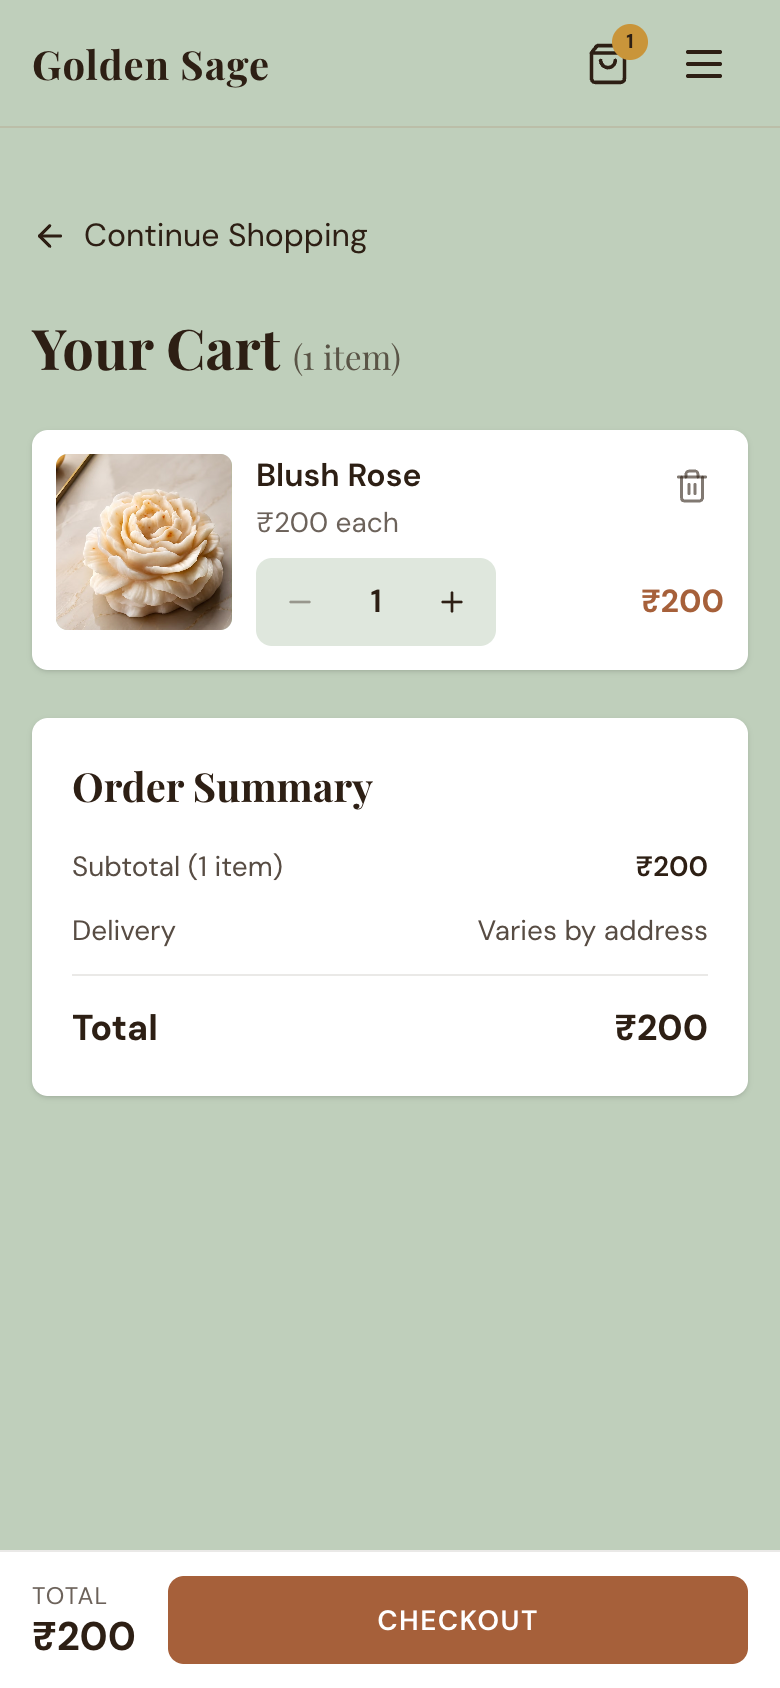 Golden Sage
1
Continue Shopping
Your Cart (1 item)
Blush Rose
₹200 each
1
₹200
Order Summary
Subtotal (1 item) ₹200
Delivery Varies by address
Total ₹200
TOTAL
₹200
CHECKOUT